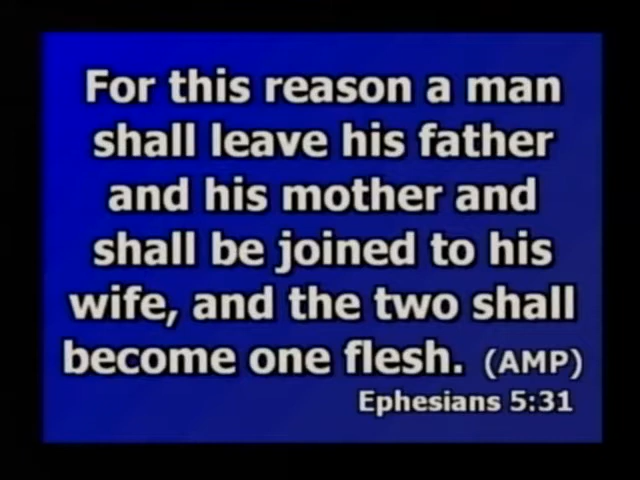 For this reason a man
shall leave his father
and his mother and
shall be joined to his
wife, and the two shall
become one flesh. (AMP)
Ephesians 5:31